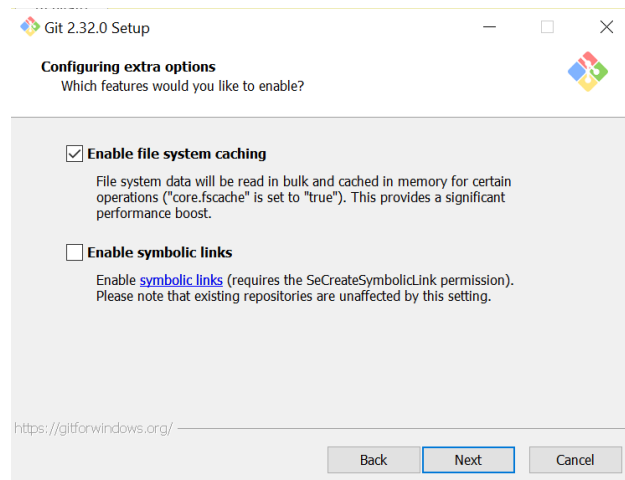 Git 2.32.0 Setup
Configuring extra options
Which features would you like to enable?
Enable file system caching
File system data will be read in bulk and cached in memory for certain
operations ("core.fscache" is set to "true"). This provides a significant
performance boost.
Enable symbolic links
Enable symbolic links (requires the SeCreateSymbolicLink permission).
Please note that existing repositories are unaffected by this setting.
https://gitforwindows.org/
Back Next Cancel